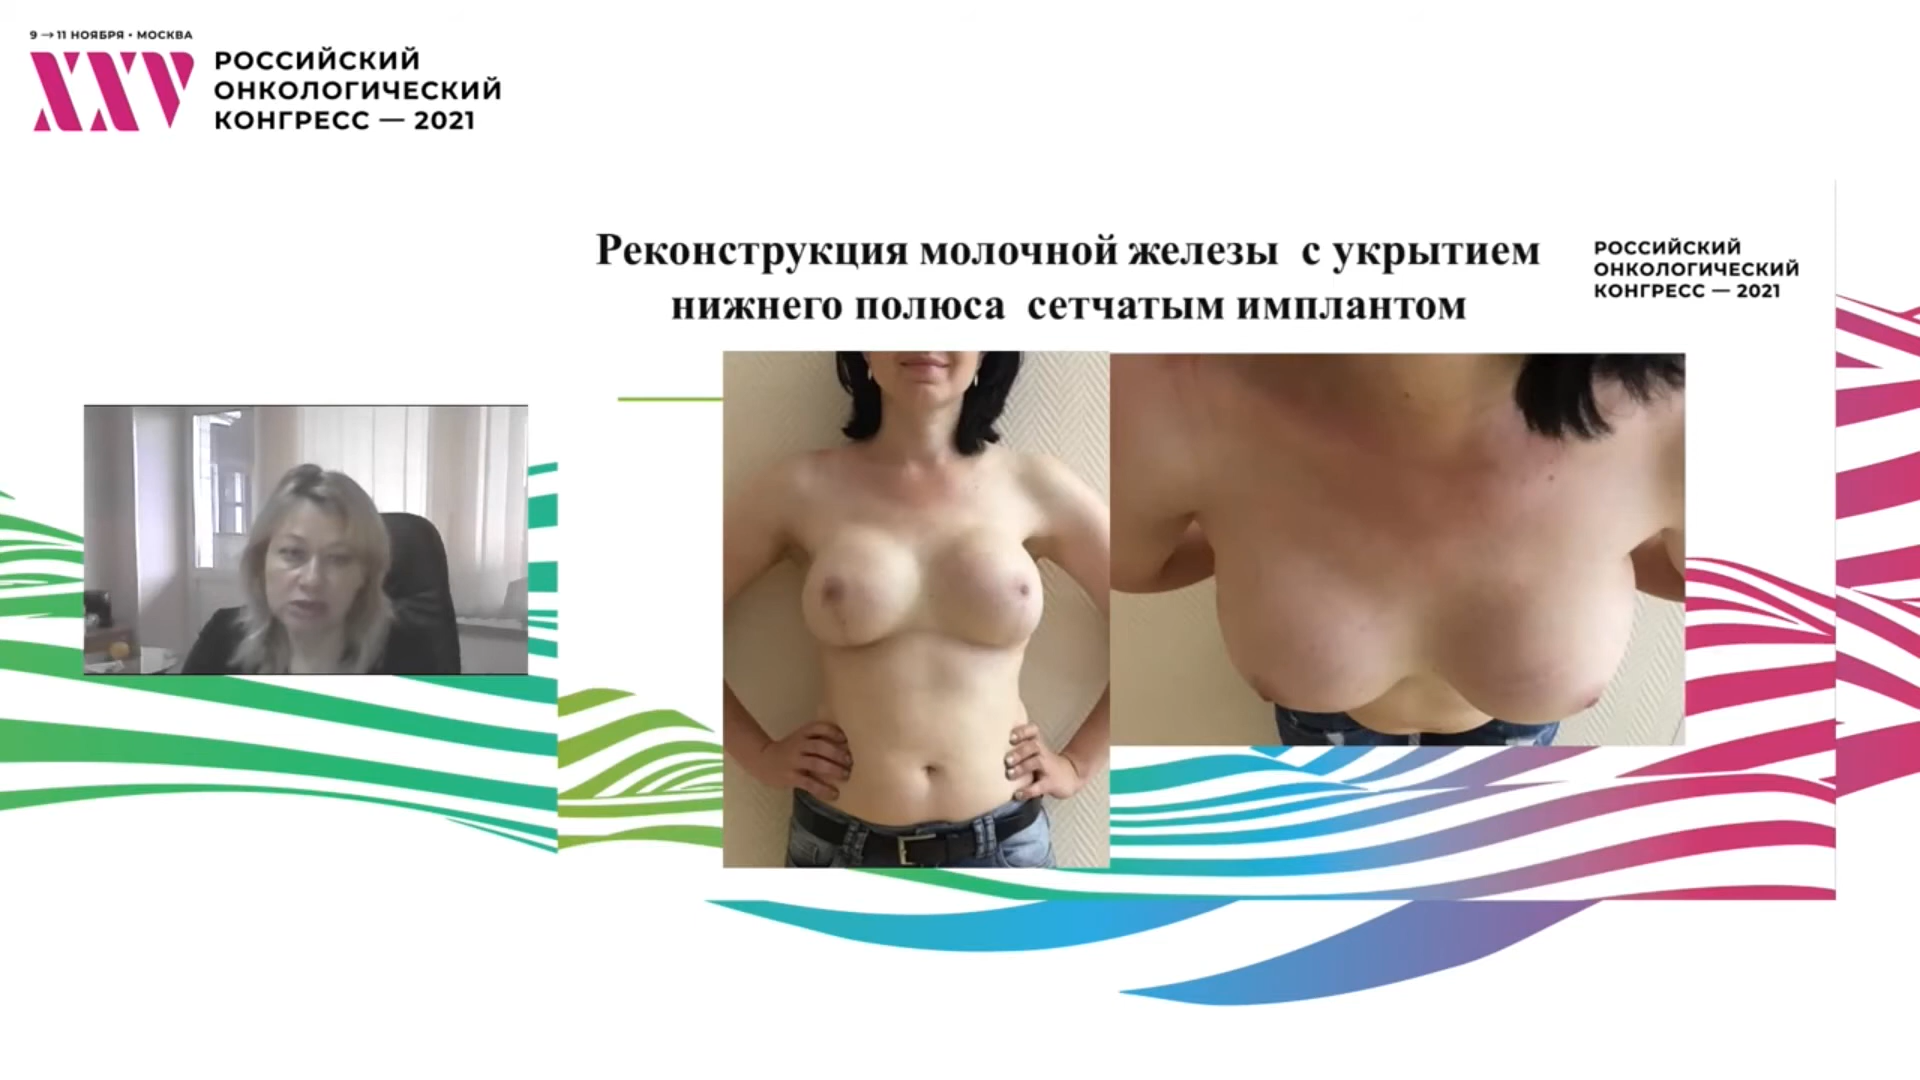 9 → 11 НОЯБРЯ • МОСКВА
XXV
РОССИЙСКИЙ
ОНКОЛОГИЧЕСКИЙ
КОНГРЕСС — 2021
Реконструкция молочной железы с укрытием
нижнего полюса сетчатым имплантом
РОССИЙСКИЙ
ОНКОЛОГИЧЕСКИЙ
КОНГРЕСС — 2021